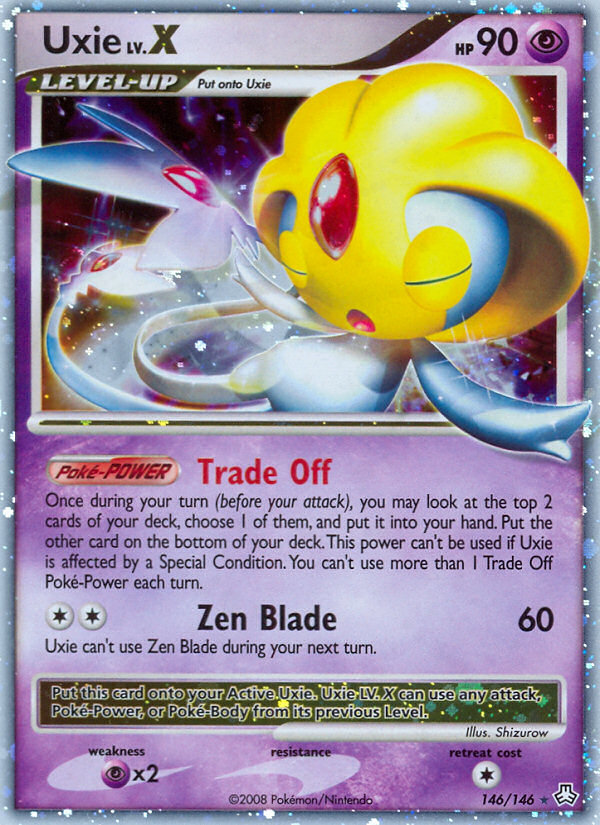 Uxie LV.X
HP 90
LEVEL-UP Put onto Uxie
Poké-POWER Trade Off
Once during your turn (before your attack), you may look at the top 2
cards of your deck, choose 1 of them, and put it into your hand. Put the
other card on the bottom of your deck. This power can't be used if Uxie
is affected by a Special Condition. You can't use more than 1 Trade Off
Poké-Power each turn.
Zen Blade 60
Uxie can't use Zen Blade during your next turn.
Put this card onto your Active Uxie. Uxie LV. X can use any attack,
Poké-Power, or Poké-Body from its previous Level.
Illus. Shizurow
weakness resistance retreat cost
x2
©2008 Pokémon/Nintendo 146/146